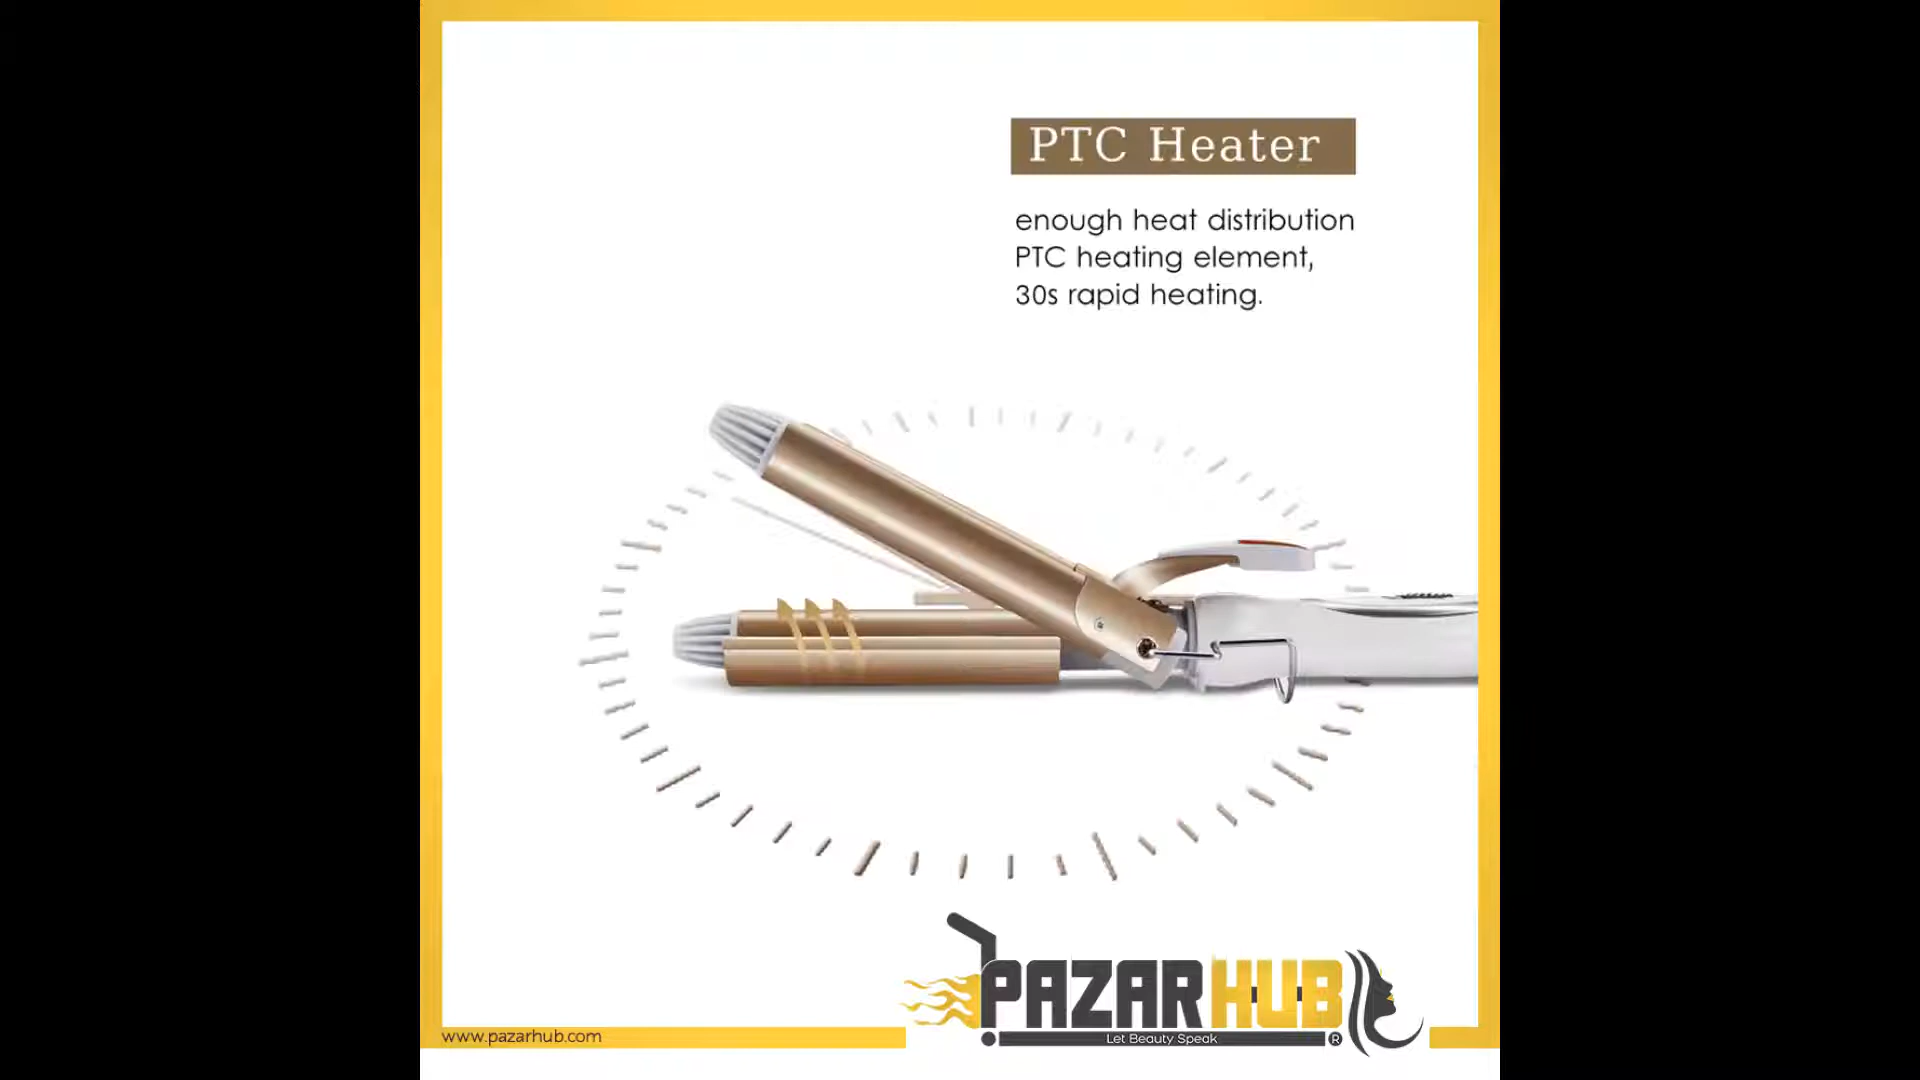 PTC Heater
enough heat distribution
PTC heating element,
30s rapid heating.
PAZARHUB
Let Beauty Speak ®
www.pazarhub.com